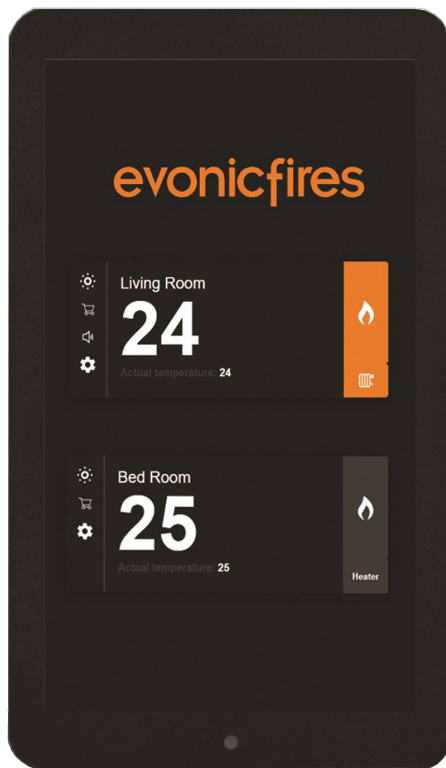 evonicfires
Living Room
24
Actual temperature: 24
Bed Room
25
Actual temperature: 25
Heater